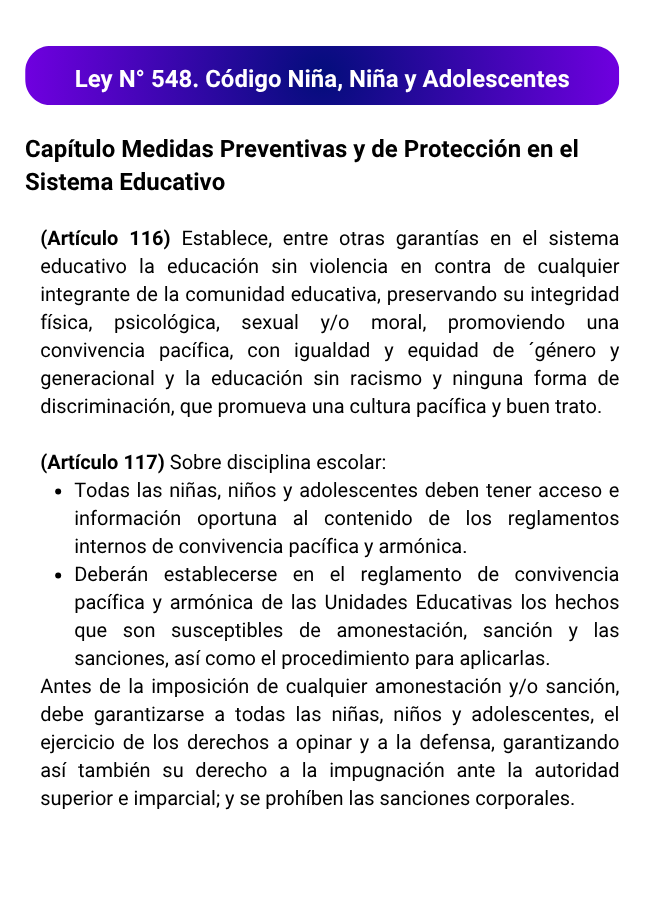 Ley N° 548. Código Niña, Niña y Adolescentes
Capítulo Medidas Preventivas y de Protección en el
Sistema Educativo
(Artículo 116) Establece, entre otras garantías en el sistema
educativo la educación sin violencia en contra de cualquier
integrante de la comunidad educativa, preservando su integridad
física, psicológica, sexual y/o moral, promoviendo una
convivencia pacífica, con igualdad y equidad de ´género y
generacional y la educación sin racismo y ninguna forma de
discriminación, que promueva una cultura pacífica y buen trato.
(Artículo 117) Sobre disciplina escolar:
• Todas las niñas, niños y adolescentes deben tener acceso e
información oportuna al contenido de los reglamentos
internos de convivencia pacífica y armónica.
• Deberán establecerse en el reglamento de convivencia
pacífica y armónica de las Unidades Educativas los hechos
que son susceptibles de amonestación, sanción y las
sanciones, así como el procedimiento para aplicarlas.
Antes de la imposición de cualquier amonestación y/o sanción,
debe garantizarse a todas las niñas, niños y adolescentes, el
ejercicio de los derechos a opinar y a la defensa, garantizando
así también su derecho a la impugnación ante la autoridad
superior e imparcial; y se prohíben las sanciones corporales.